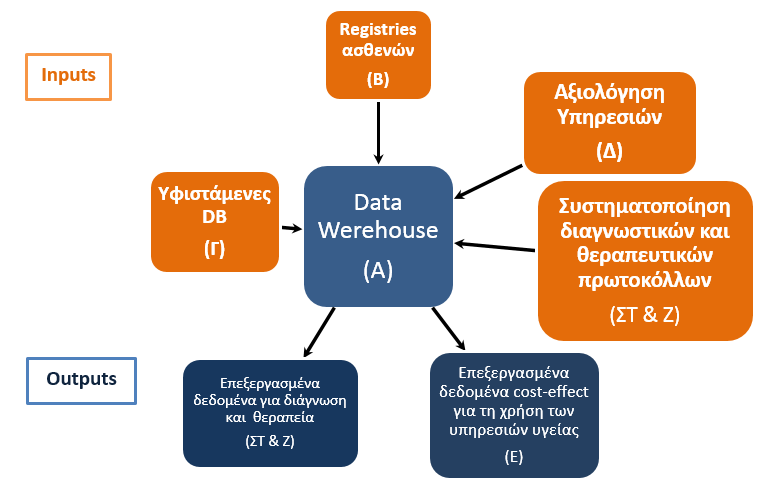 Inputs
Registries
ασθενών
(Β)
Αξιολόγηση
Υπηρεσιών
(Δ)
Υφιστάμενες
DB
(Γ)
Data
Werehouse
(Α)
Συστηματοποίηση
διαγνωστικών και
θεραπευτικών
πρωτοκόλλων
(ΣΤ & Ζ)
Outputs
Επεξεργασμένα
δεδομένα για διάγνωση
και θεραπεία
(ΣΤ & Ζ)
Επεξεργασμένα
δεδομένα cost-effect
για τη χρήση των
υπηρεσιών υγείας
(Ε)